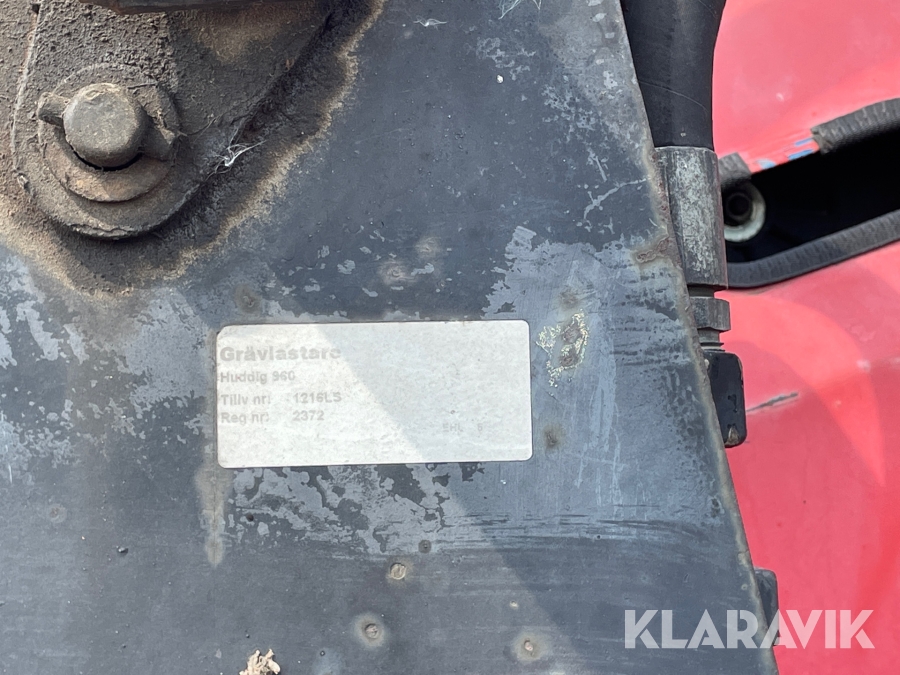 Grävlastare
Huddig 960
Tillv nr: 1216LS
Reg nr: 2372
KLARAVIK